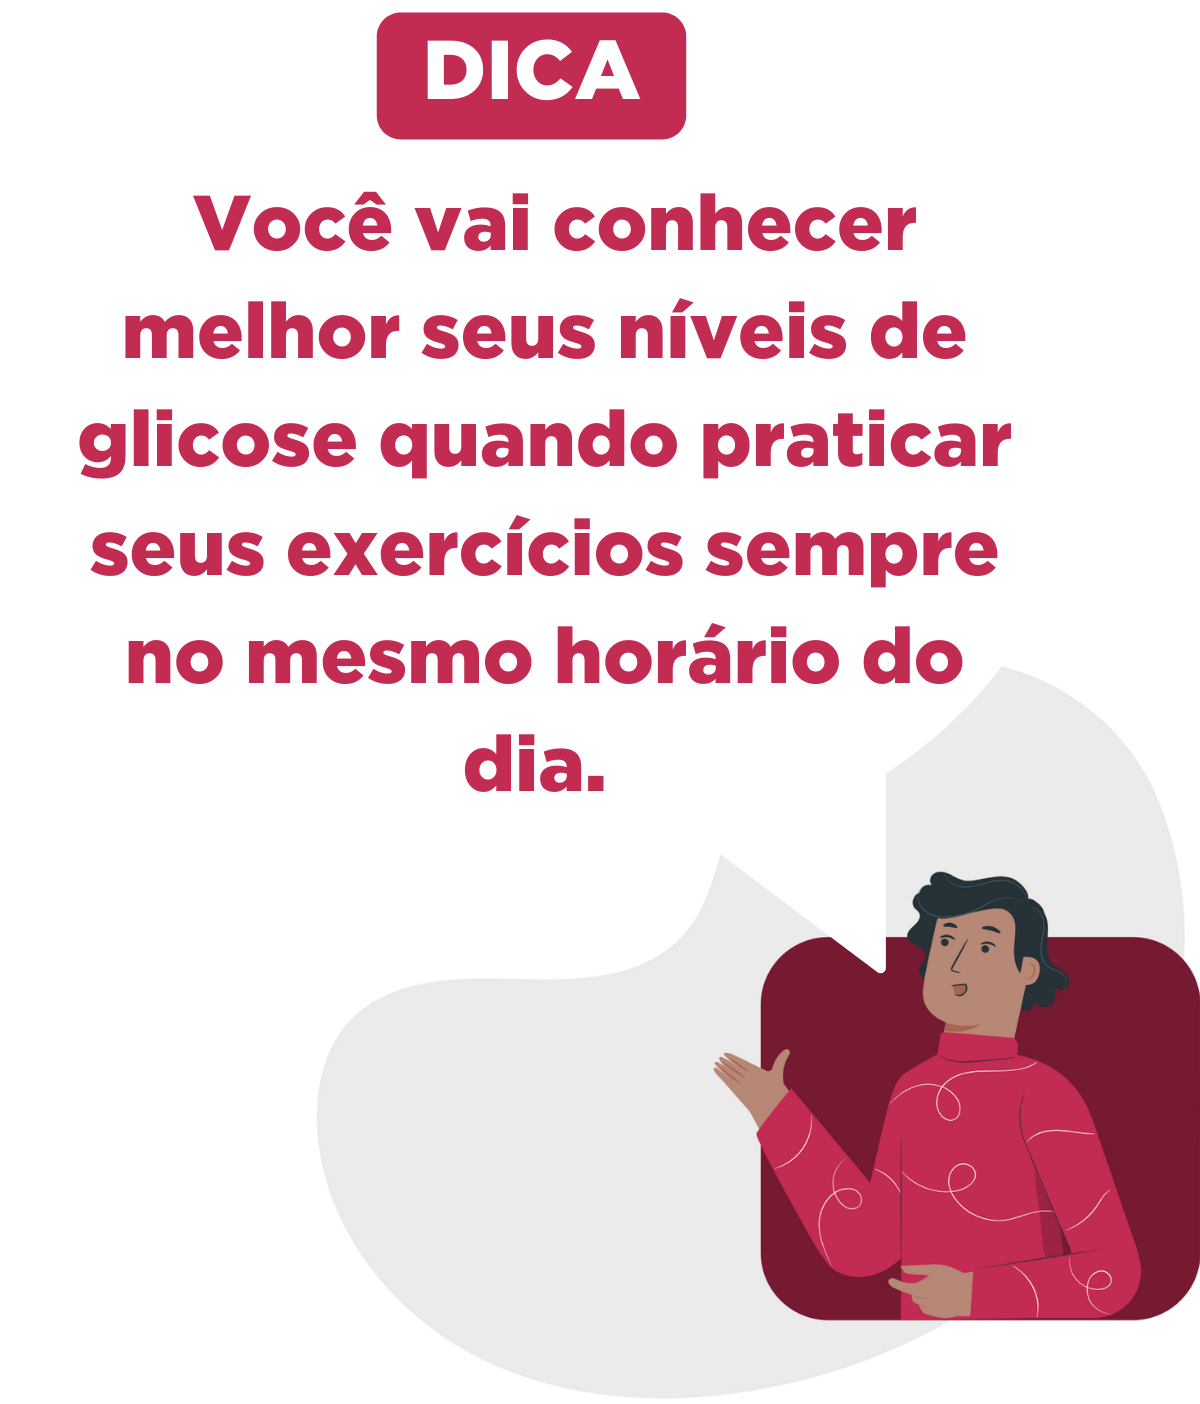 DICA
Você vai conhecer
melhor seus níveis de
glicose quando praticar
seus exercícios sempre
no mesmo horário do
dia.